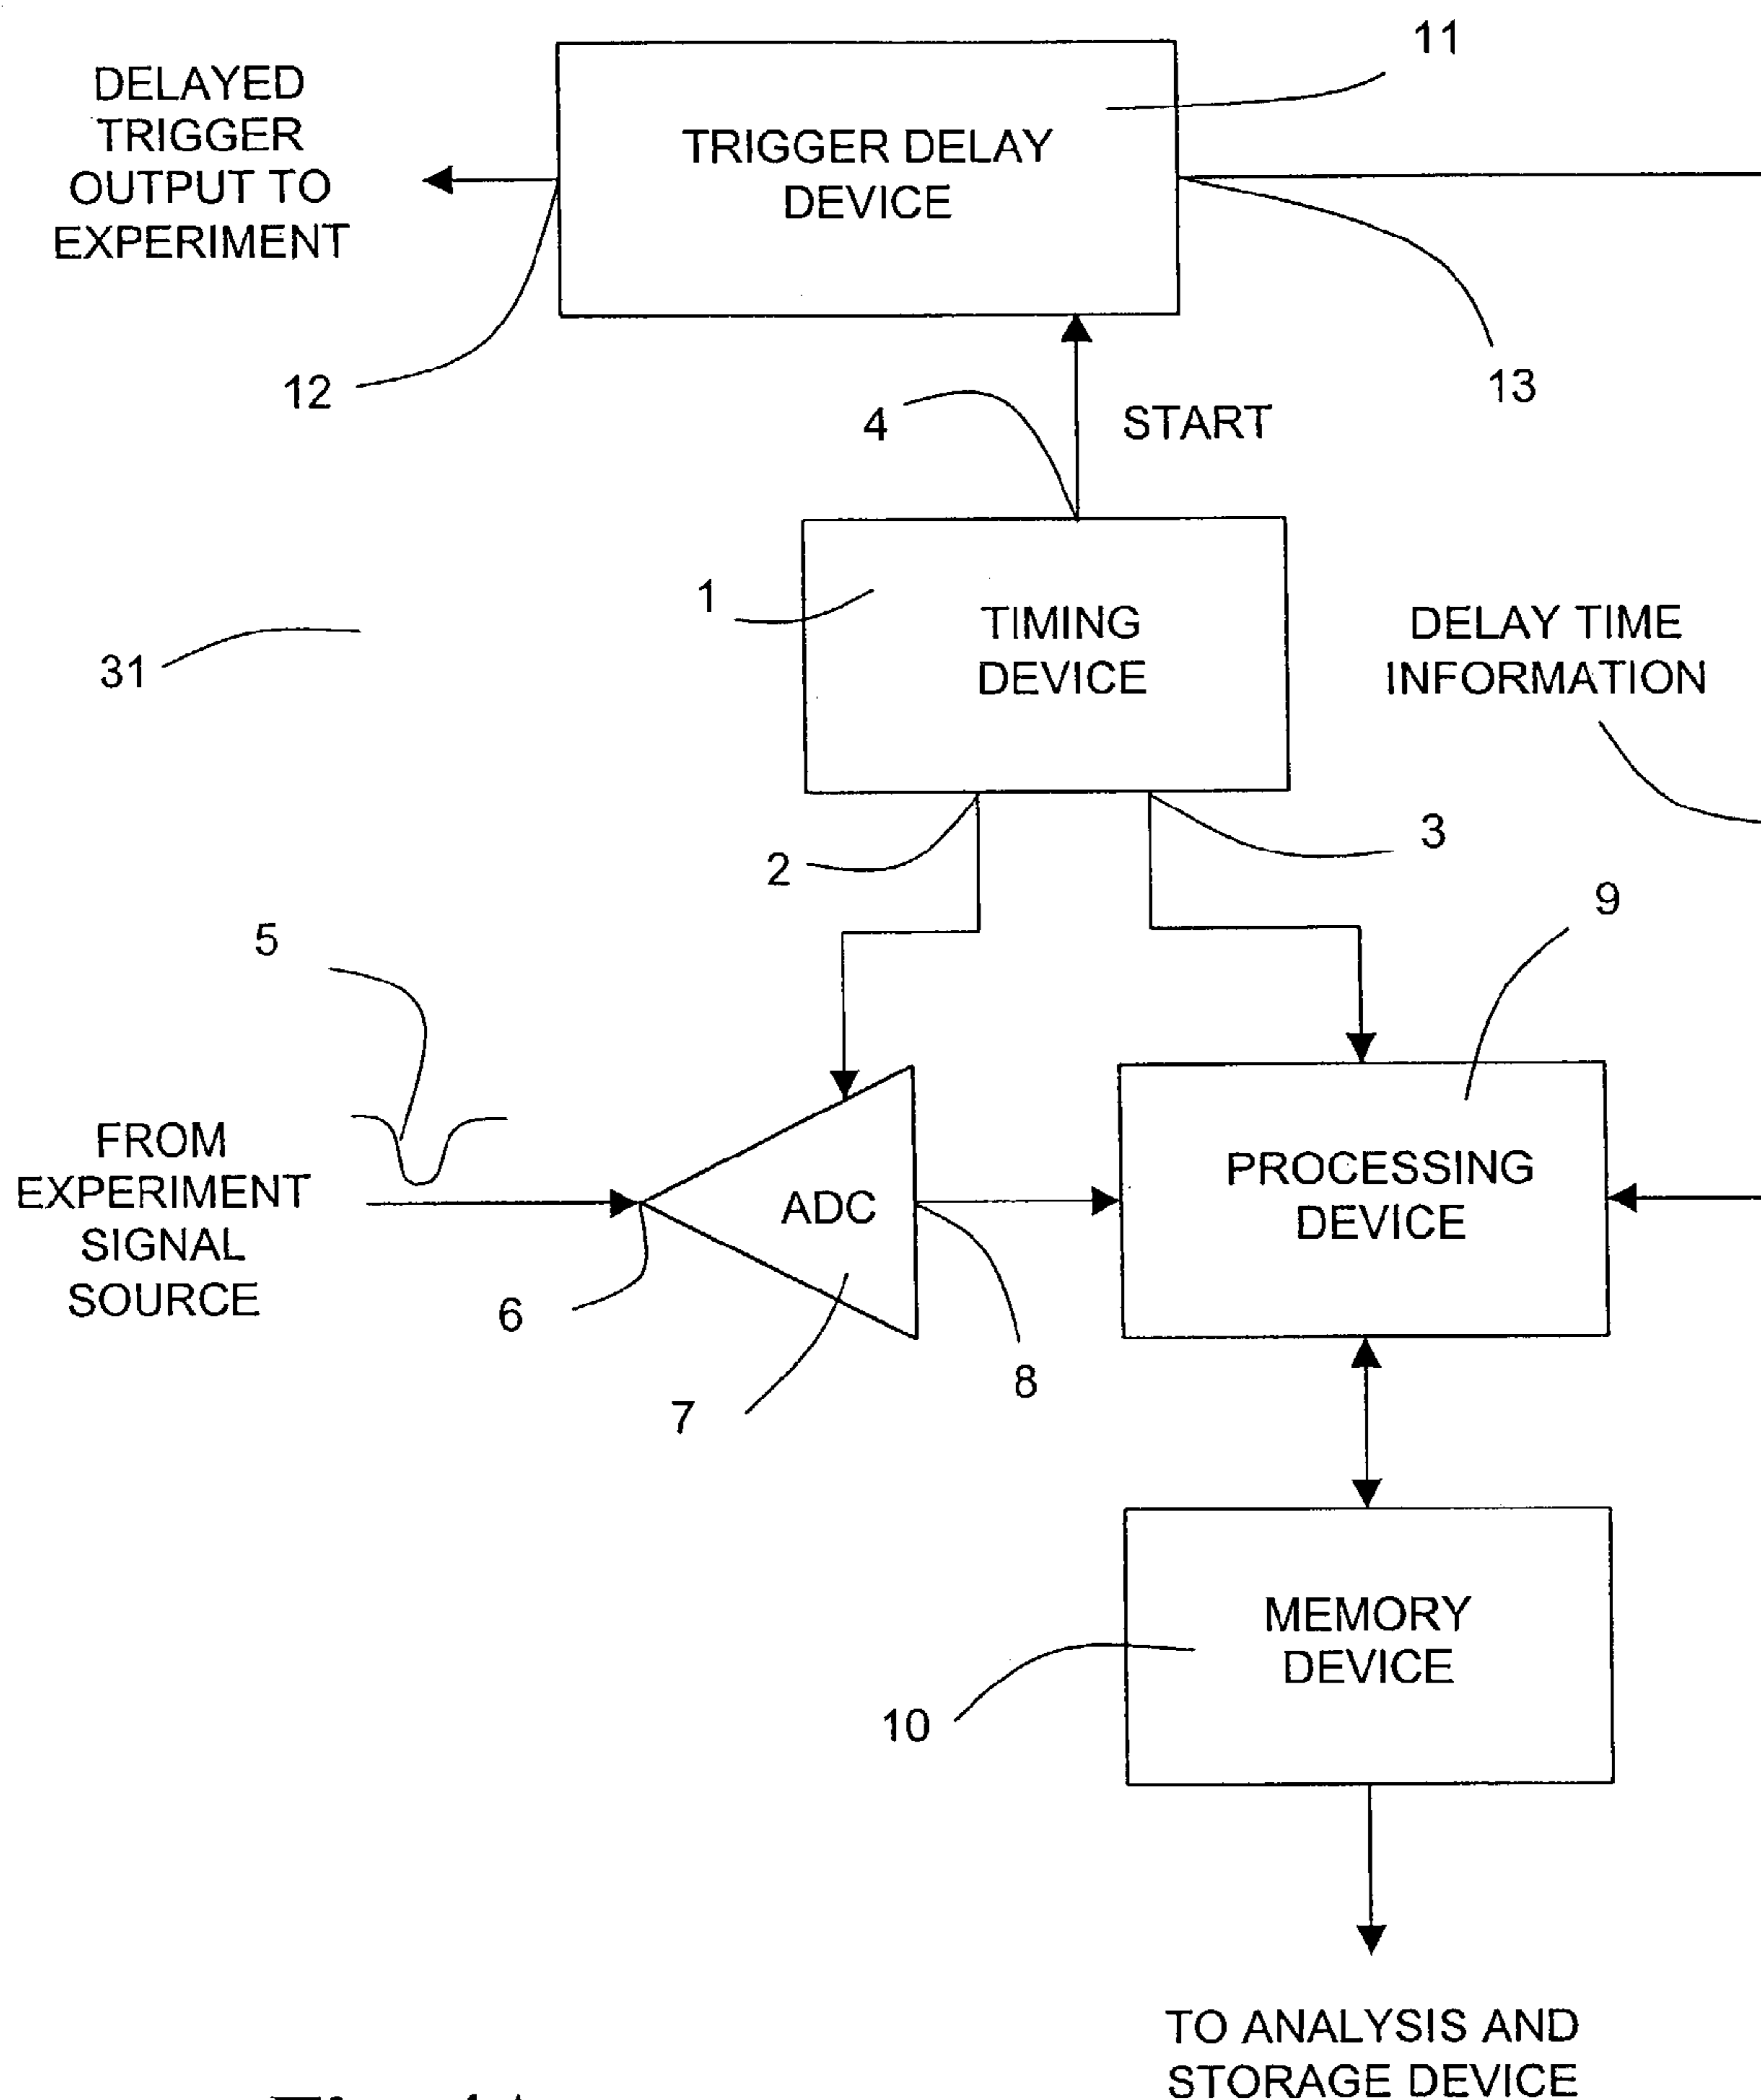 11
DELAYED
TRIGGER
OUTPUT TO
EXPERIMENT
TRIGGER DELAY
DEVICE
12
13
4
START
1
TIMING
DEVICE
DELAY TIME
INFORMATION
31
2
3
9
5
FROM
EXPERIMENT
SIGNAL
SOURCE
ADC
PROCESSING
DEVICE
6
8
7
MEMORY
DEVICE
10
TO ANALYSIS AND
STORAGE DEVICE